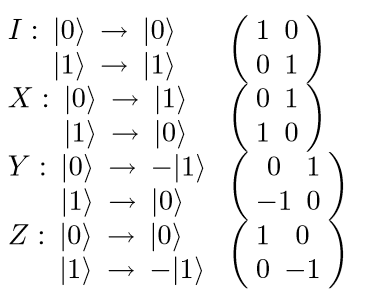 I : |0⟩ → |0⟩ ( 1 0
|1⟩ → |1⟩ 0 1 )
X : |0⟩ → |1⟩ ( 0 1
|1⟩ → |0⟩ 1 0 )
Y : |0⟩ → −|1⟩ ( 0 1
|1⟩ → |0⟩ −1 0 )
Z : |0⟩ → |0⟩ ( 1 0
|1⟩ → −|1⟩ 0 −1 )